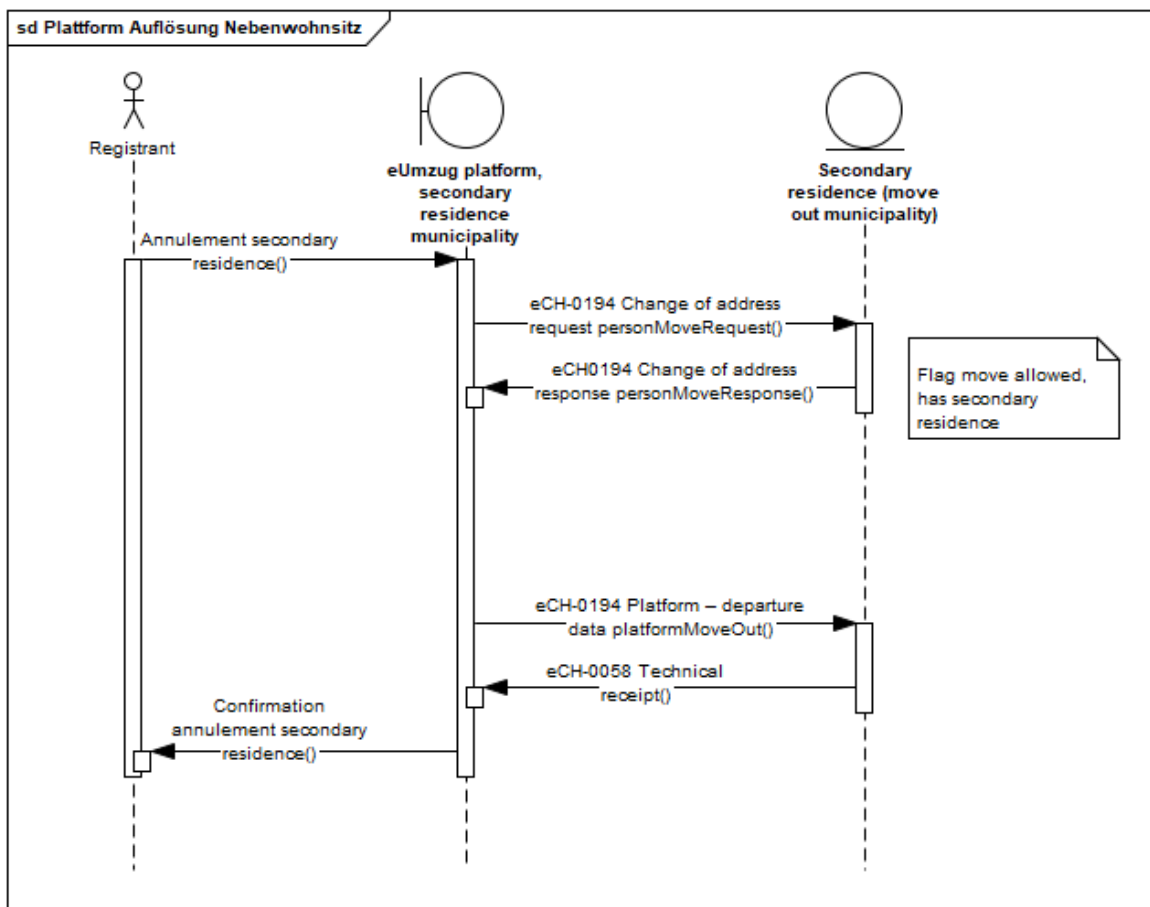 sd Plattform Auflösung Nebenwohnsitz
Registrant
eUmzug platform,
secondary
residence
municipality
Secondary
residence (move
out municipality)
Annulement secondary
residence()
eCH-0194 Change of address
request personMoveRequest()
eCH0194 Change of address
response personMoveResponse()
Flag move allowed,
has secondary
residence
eCH-0194 Platform – departure
data platformMoveOut()
eCH-0058 Technical
receipt()
Confirmation
annulement secondary
residence()